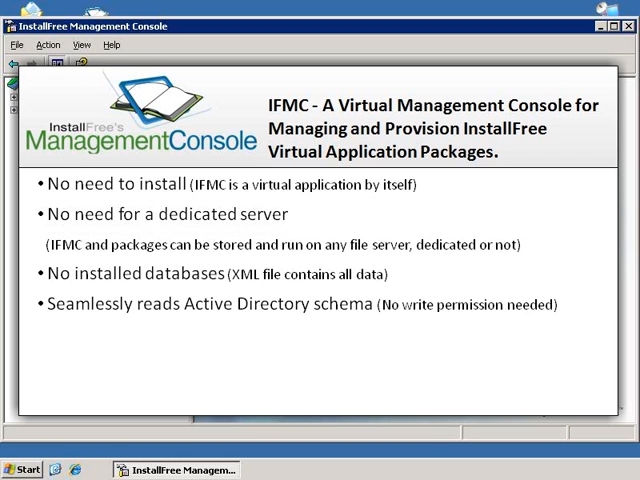 InstallFree Management Console
File Action View Help
InstallFree's
ManagementConsole
IFMC - A Virtual Management Console for
Managing and Provision InstallFree
Virtual Application Packages.
• No need to install (IFMC is a virtual application by itself)
• No need for a dedicated server
(IFMC and packages can be stored and run on any file server, dedicated or not)
• No installed databases (XML file contains all data)
• Seamlessly reads Active Directory schema (No write permission needed)
Start
InstallFree Managem...